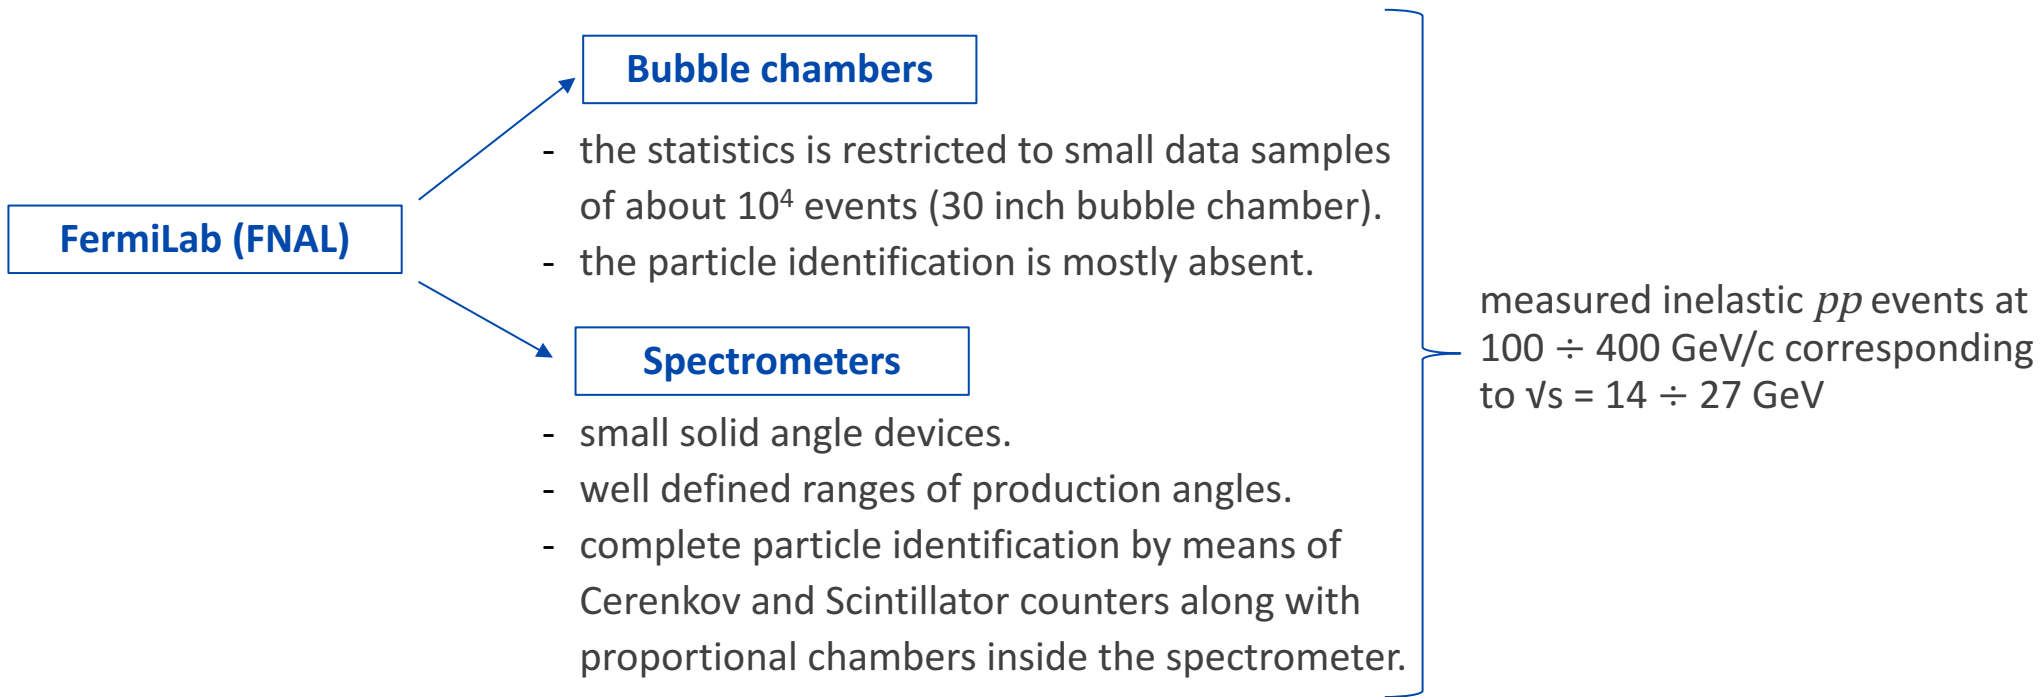 FermiLab (FNAL)
Bubble chambers
- the statistics is restricted to small data samples
of about 10⁴ events (30 inch bubble chamber).
- the particle identification is mostly absent.
Spectrometers
- small solid angle devices.
- well defined ranges of production angles.
- complete particle identification by means of
Cerenkov and Scintillator counters along with
proportional chambers inside the spectrometer.
measured inelastic pp events at
100 ÷ 400 GeV/c corresponding
to √s = 14 ÷ 27 GeV